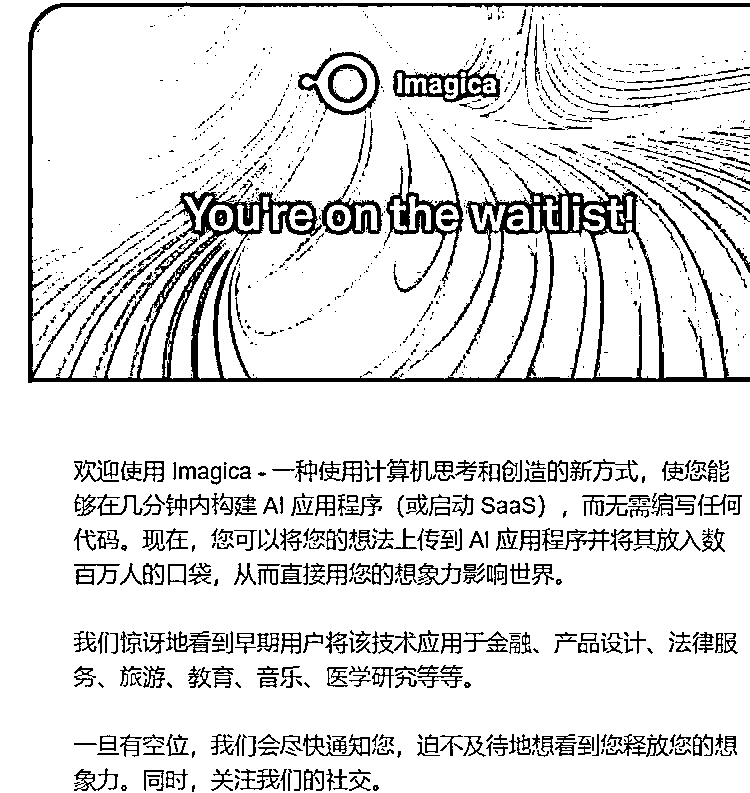 Imagica
You're on the waitlist!
欢迎使用 Imagica - 一种使用计算机思考和创造的新方式，使您能
够在几分钟内构建 AI 应用程序（或启动 SaaS），而无需编写任何
代码。现在，您可以将您的想法上传到 AI 应用程序并将其放入数
百万人的口袋，从而直接用您的想象力影响世界。
我们惊讶地看到早期用户将该技术应用于金融、产品设计、法律服
务、旅游、教育、音乐、医学研究等等。
一旦有空位，我们会尽快通知您，迫不及待地想看到您释放您的想
象力。同时，关注我们的社交。